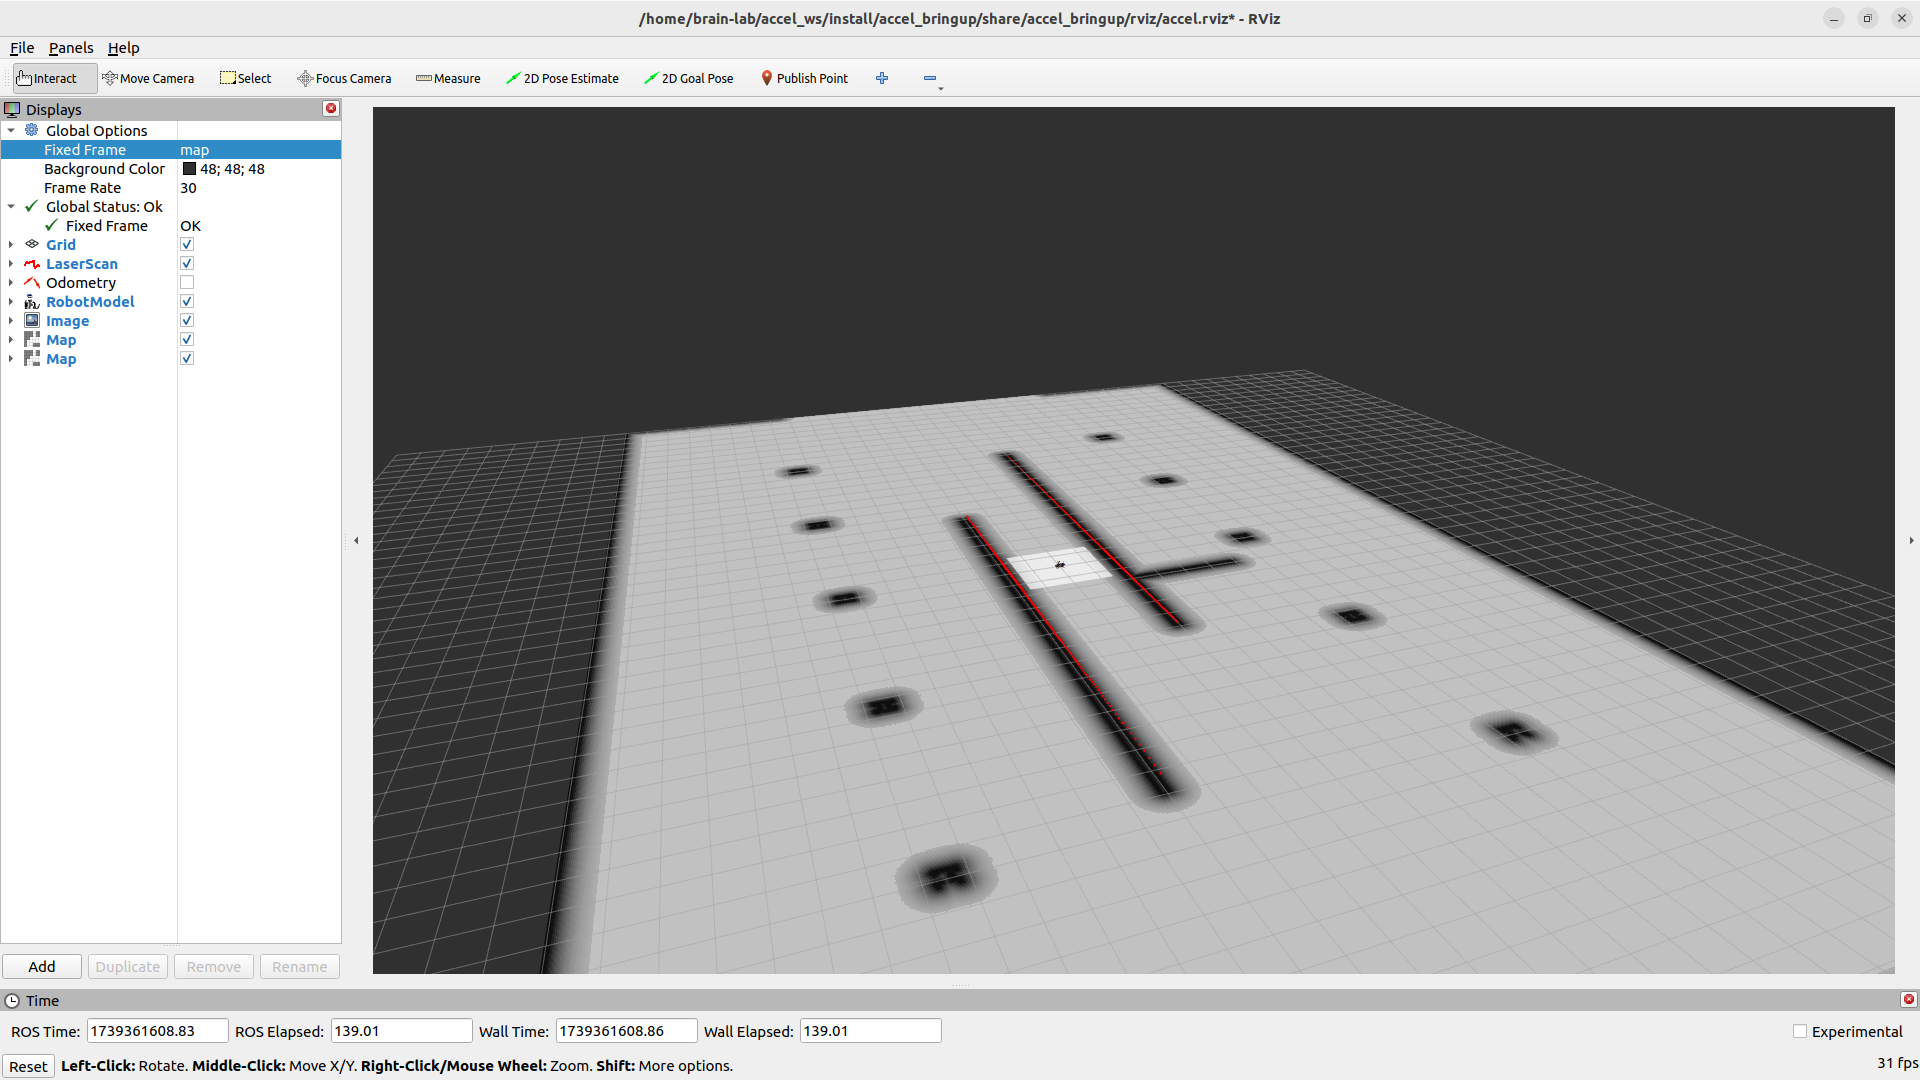 /home/brain-lab/accel_ws/install/accel_bringup/share/accel_bringup/rviz/accel.rviz* - RViz
File Panels Help
Interact Move Camera Select Focus Camera Measure 2D Pose Estimate 2D Goal Pose Publish Point
Displays
Global Options
Fixed Frame map
Background Color 48; 48; 48
Frame Rate 30
Global Status: Ok
Fixed Frame OK
Grid
LaserScan
Odometry
RobotModel
Image
Map
Map
Add Duplicate Remove Rename
Time
ROS Time: 1739361608.83 ROS Elapsed: 139.01 Wall Time: 1739361608.86 Wall Elapsed: 139.01 Experimental
Reset Left-Click: Rotate. Middle-Click: Move X/Y. Right-Click/Mouse Wheel: Zoom. Shift: More options. 31 fps